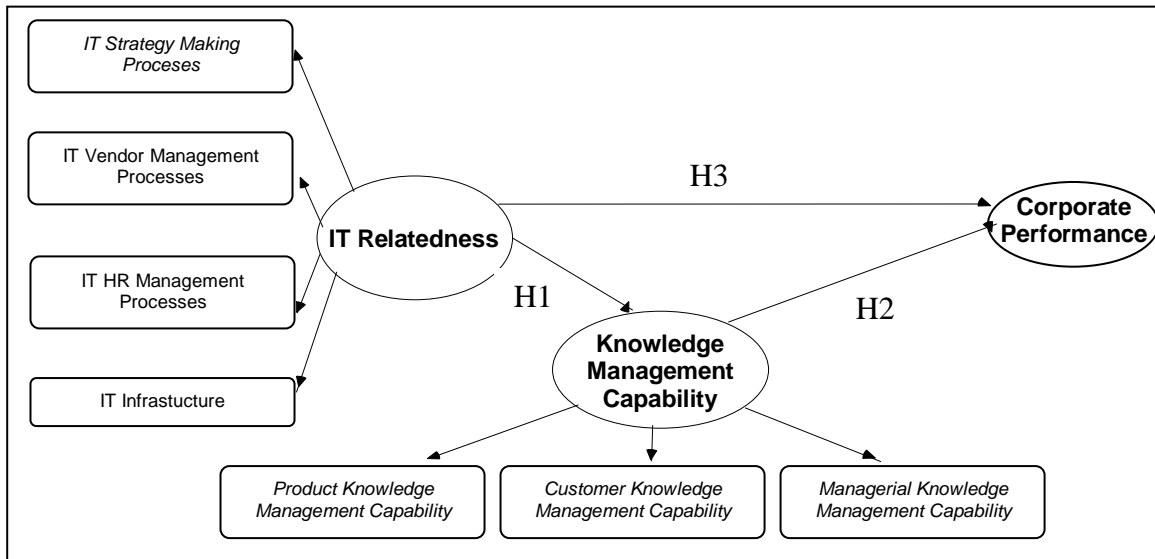 IT Strategy Making
Proceses
IT Vendor Management
Processes
H3
Corporate
Performance
IT Relatedness
IT HR Management
Processes
H1
H2
Knowledge
Management
Capability
IT Infrastucture
Product Knowledge
Management Capability
Customer Knowledge
Management Capability
Managerial Knowledge
Management Capability